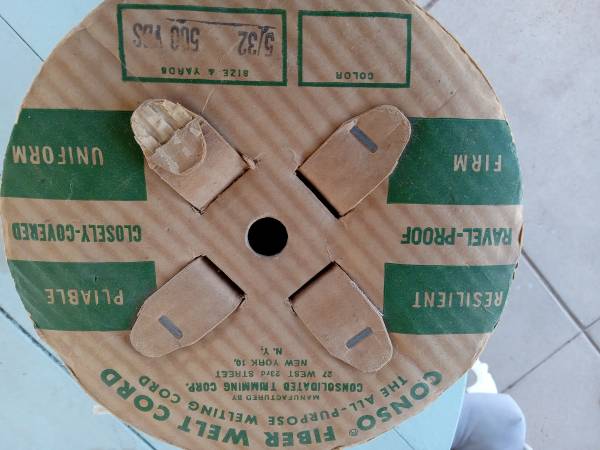 CONSO® FIBER WELT CORD
THE ALL-PURPOSE WELTING CORD
MANUFACTURED BY
CONSOLIDATED TRIMMING CORP.
27 WEST 23rd STREET
NEW YORK 10,
N. Y.
RESILIENT
PLIABLE
RAVEL-PROOF
CLOSELY-COVERED
FIRM
UNIFORM
COLOR
SIZE & YARDS
5/32 500 YDS